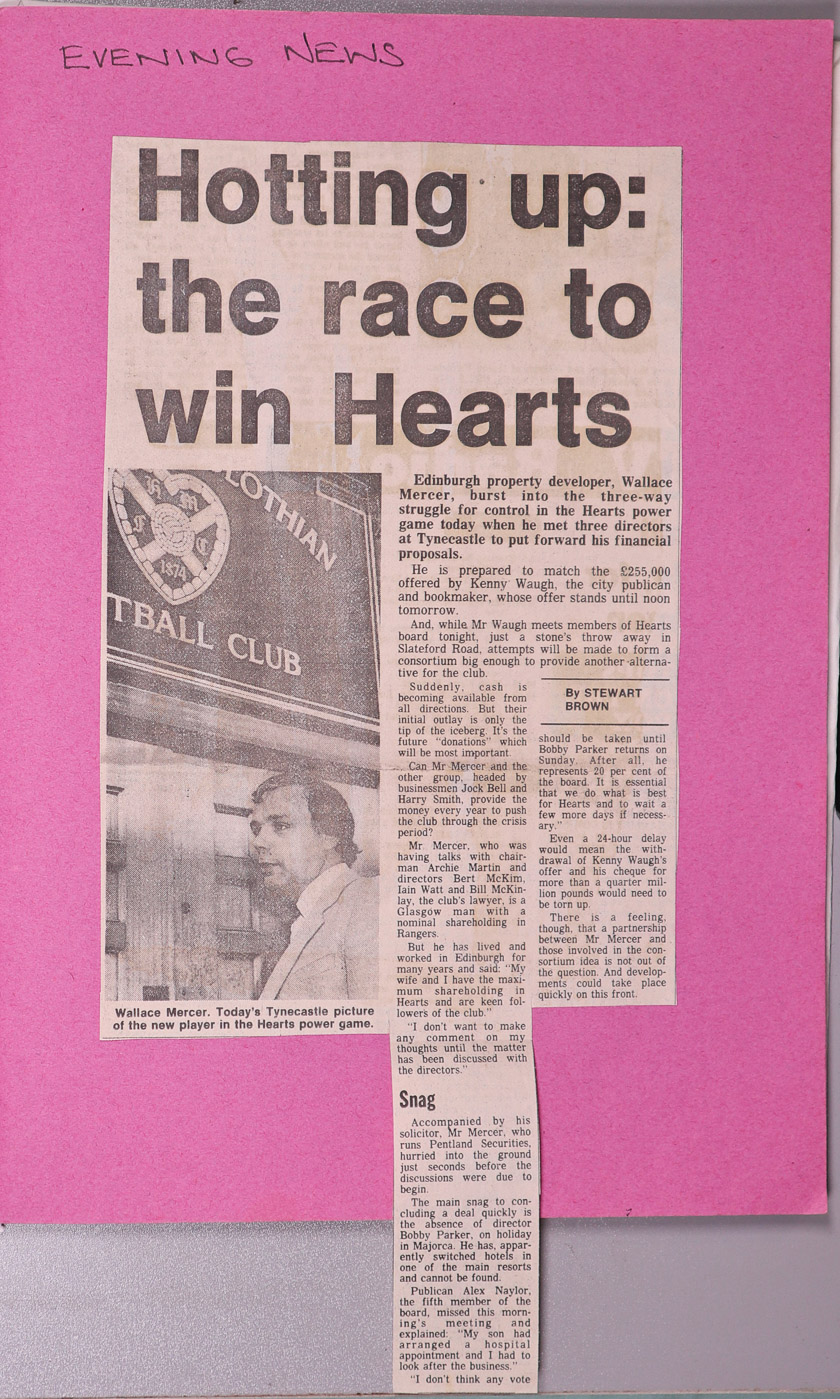 EVENING NEWS
Hotting up:
the race to
win Hearts
LOTHIAN
H M
F C
1874
TBALL CLUB
Wallace Mercer. Today's Tynecastle picture
of the new player in the Hearts power game.
Edinburgh property developer, Wallace
Mercer, burst into the three-way
struggle for control in the Hearts power
game today when he met three directors
at Tynecastle to put forward his financial
proposals.
He is prepared to match the £255,000
offered by Kenny Waugh, the city publican
and bookmaker, whose offer stands until noon
tomorrow.
And, while Mr Waugh meets members of Hearts
board tonight, just a stone's throw away in
Slateford Road, attempts will be made to form a
consortium big enough to provide another alterna-
tive for the club.
Suddenly, cash is
becoming available from
all directions. But their
initial outlay is only the
tip of the iceberg. It's the
future "donations" which
will be most important.
Can Mr Mercer and the
other group, headed by
businessmen Jock Bell and
Harry Smith, provide the
money every year to push
the club through the crisis
period?
Mr Mercer, who was
having talks with chair-
man Archie Martin and
directors Bert McKim,
Iain Watt and Bill McKin-
lay, the club's lawyer, is a
Glasgow man with a
nominal shareholding in
Rangers.
But he has lived and
worked in Edinburgh for
many years and said: "My
wife and I have the maxi-
mum shareholding in
Hearts and are keen fol-
lowers of the club."
"I don't want to make
any comment on my
thoughts until the matter
has been discussed with
the directors."
Snag
Accompanied by his
solicitor, Mr Mercer, who
runs Pentland Securities,
hurried into the ground
just seconds before the
discussions were due to
begin.
The main snag to con-
cluding a deal quickly is
the absence of director
Bobby Parker, on holiday
in Majorca. He has, appar-
ently switched hotels in
one of the main resorts
and cannot be found.
Publican Alex Naylor,
the fifth member of the
board, missed this morn-
ing's meeting and
explained: "My son had
arranged a hospital
appointment and I had to
look after the business."
"I don't think any vote
By STEWART
BROWN
should be taken until
Bobby Parker returns on
Sunday. After all, he
represents 20 per cent of
the board. It is essential
that we do what is best
for Hearts and to wait a
few more days if necess-
ary."
Even a 24-hour delay
would mean the with-
drawal of Kenny Waugh's
offer and his cheque for
more than a quarter mil-
lion pounds would need to
be torn up.
There is a feeling,
though, that a partnership
between Mr Mercer and
those involved in the con-
sortium idea is not out of
the question. And develop-
ments could take place
quickly on this front.